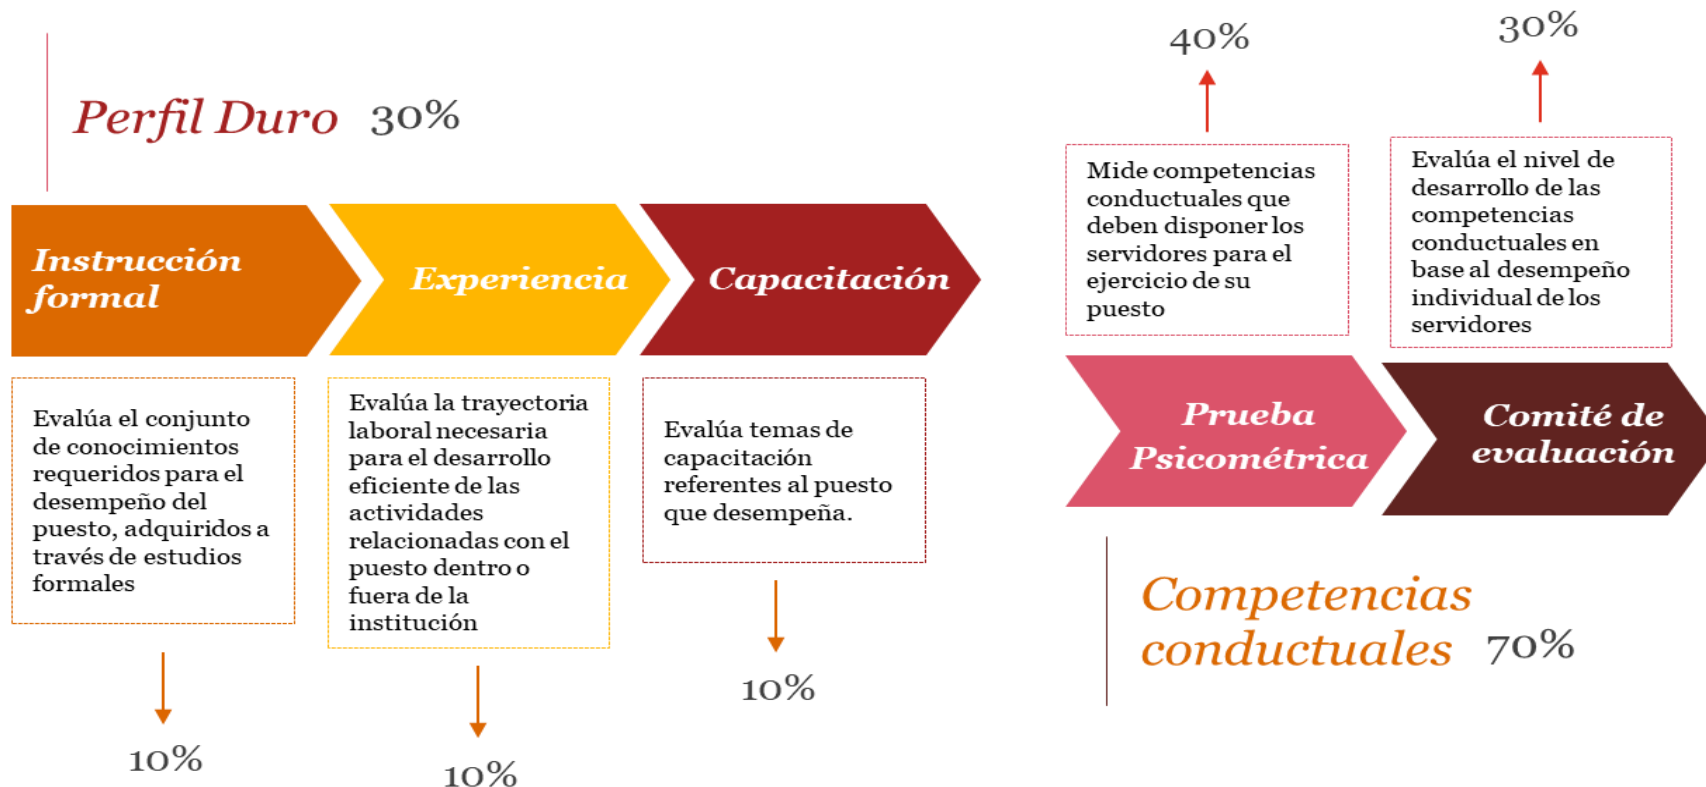 Perfil Duro 30%
Instrucción
formal
Experiencia
Capacitación
Evalúa el conjunto
de conocimientos
requeridos para el
desempeño del
puesto, adquiridos a
través de estudios
formales
10%
Evalúa la trayectoria
laboral necesaria
para el desarrollo
eficiente de las
actividades
relacionadas con el
puesto dentro o
fuera de la
institución
10%
Evalúa temas de
capacitación
referentes al puesto
que desempeña.
10%
40%
Mide competencias
conductuales que
deben disponer los
servidores para el
ejercicio de su
puesto
Prueba
Psicométrica
30%
Evalúa el nivel de
desarrollo de las
competencias
conductuales en
base al desempeño
individual de los
servidores
Comité de
evaluación
Competencias
conductuales 70%